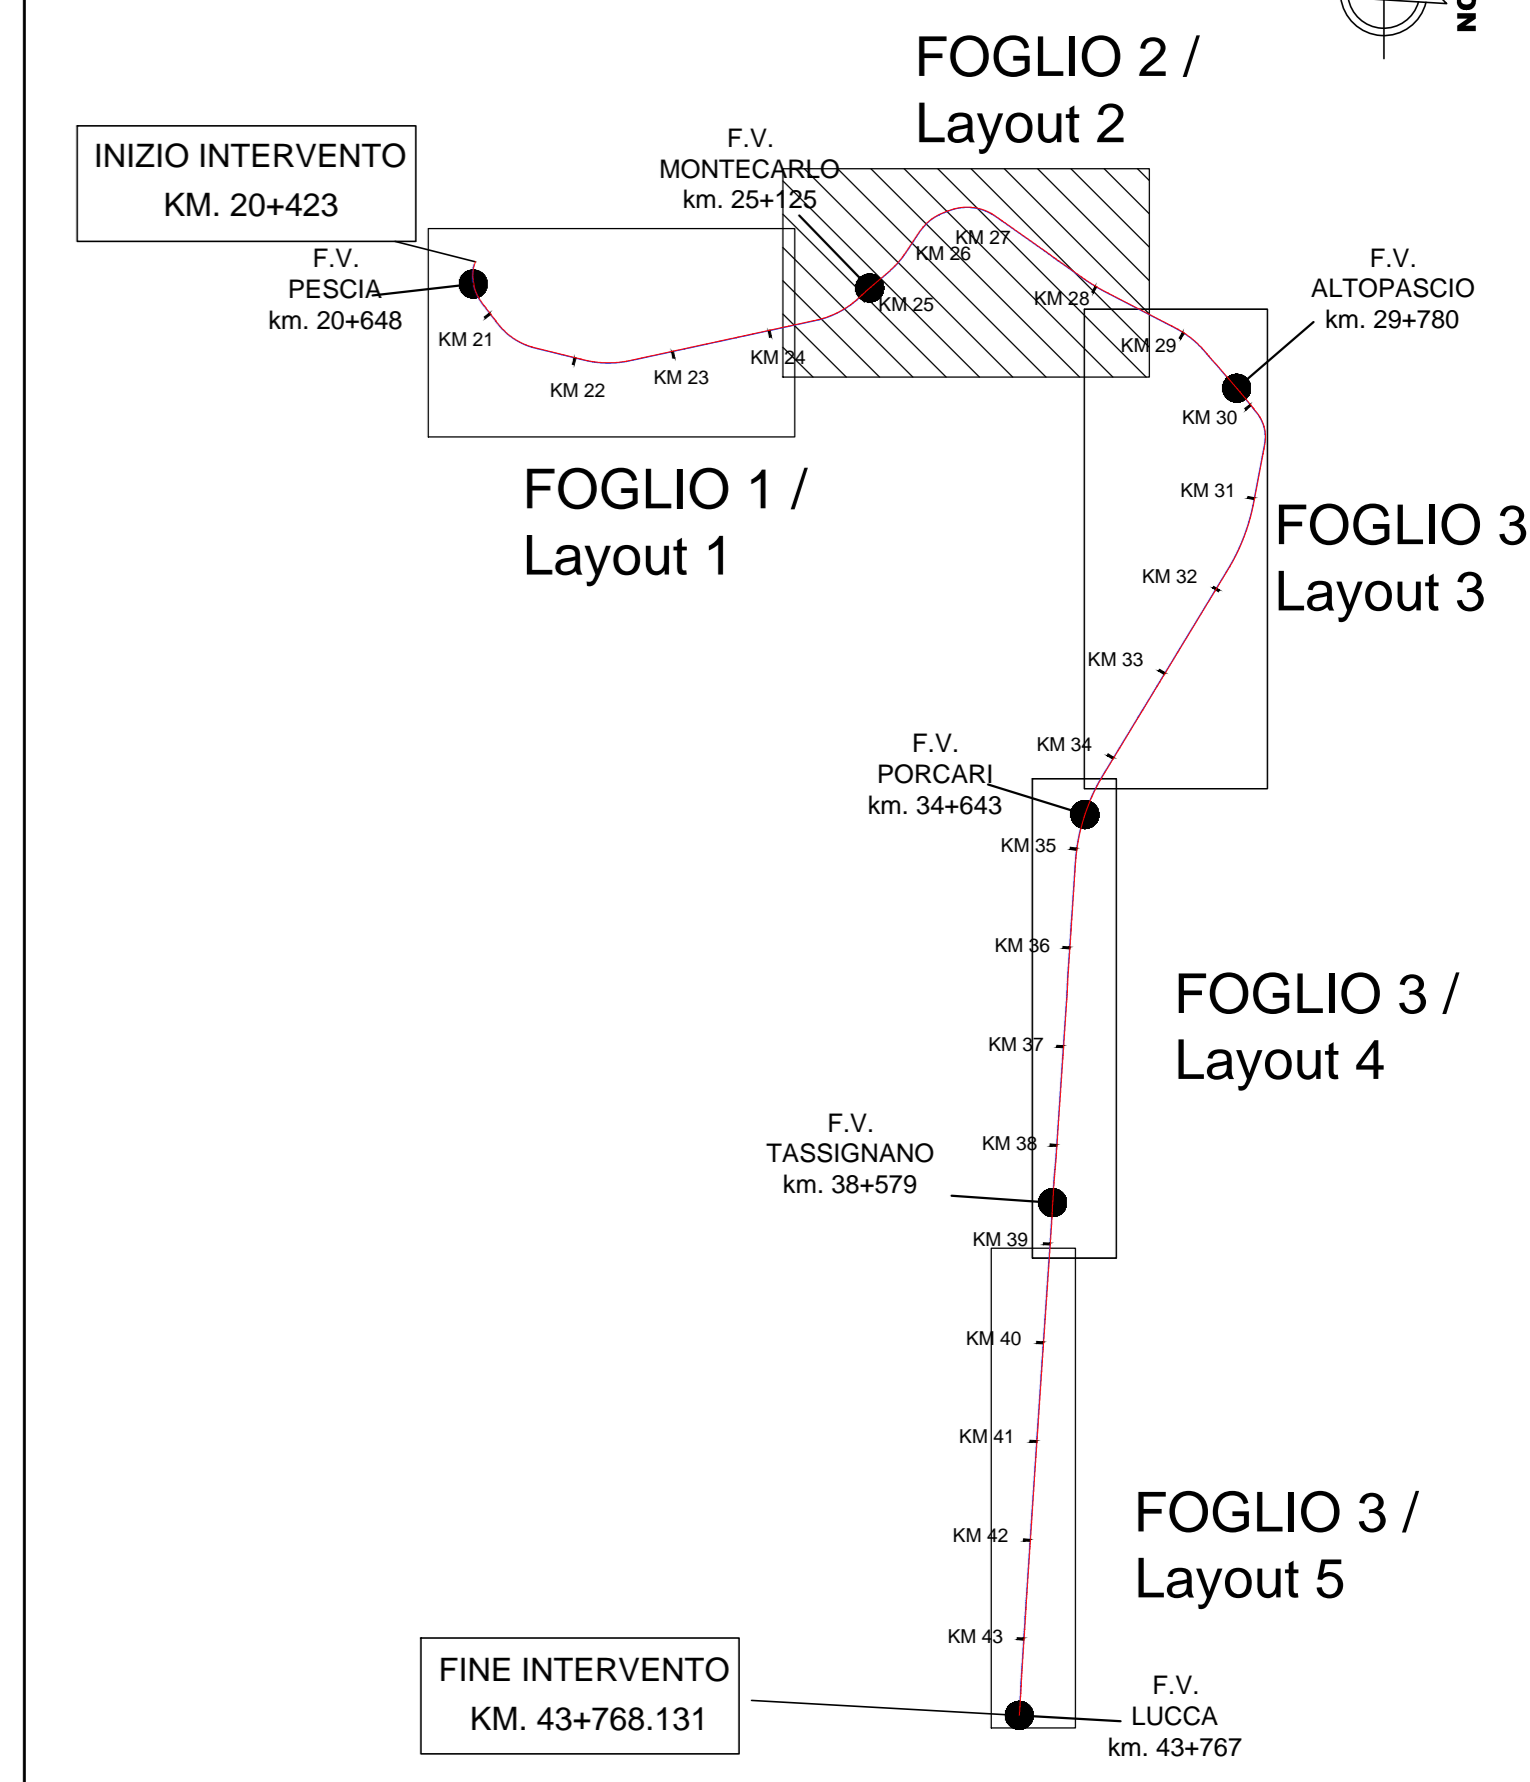 NO
FOGLIO 2 /
Layout 2
INIZIO INTERVENTO
KM. 20+423
F.V.
MONTECARLO
km. 25+125
F.V.
PESCIA
km. 20+648
KM 21
KM 22
KM 23
KM 24
KM 25
KM 26
KM 27
KM 28
KM 29
F.V.
ALTOPASCIO
km. 29+780
KM 30
FOGLIO 1 /
Layout 1
KM 31
FOGLIO 3
Layout 3
KM 32
KM 33
KM 34
F.V.
PORCARI
km. 34+643
KM 35
KM 36
FOGLIO 3 /
Layout 4
KM 37
KM 38
F.V.
TASSIGNANO
km. 38+579
KM 39
KM 40
KM 41
FOGLIO 3 /
Layout 5
KM 42
KM 43
FINE INTERVENTO
KM. 43+768.131
F.V.
LUCCA
km. 43+767